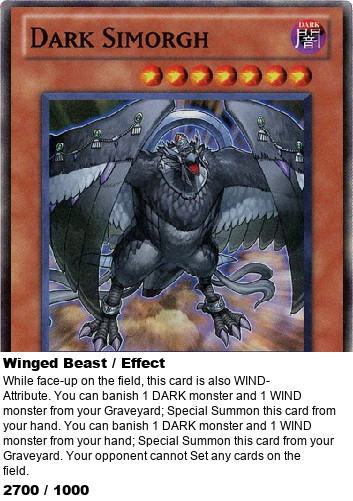 DARK SIMORGH
DARK
闇
Winged Beast / Effect
While face-up on the field, this card is also WIND-
Attribute. You can banish 1 DARK monster and 1 WIND
monster from your Graveyard; Special Summon this card from
your hand. You can banish 1 DARK monster and 1 WIND
monster from your hand; Special Summon this card from your
Graveyard. Your opponent cannot Set any cards on the
field.
2700 / 1000